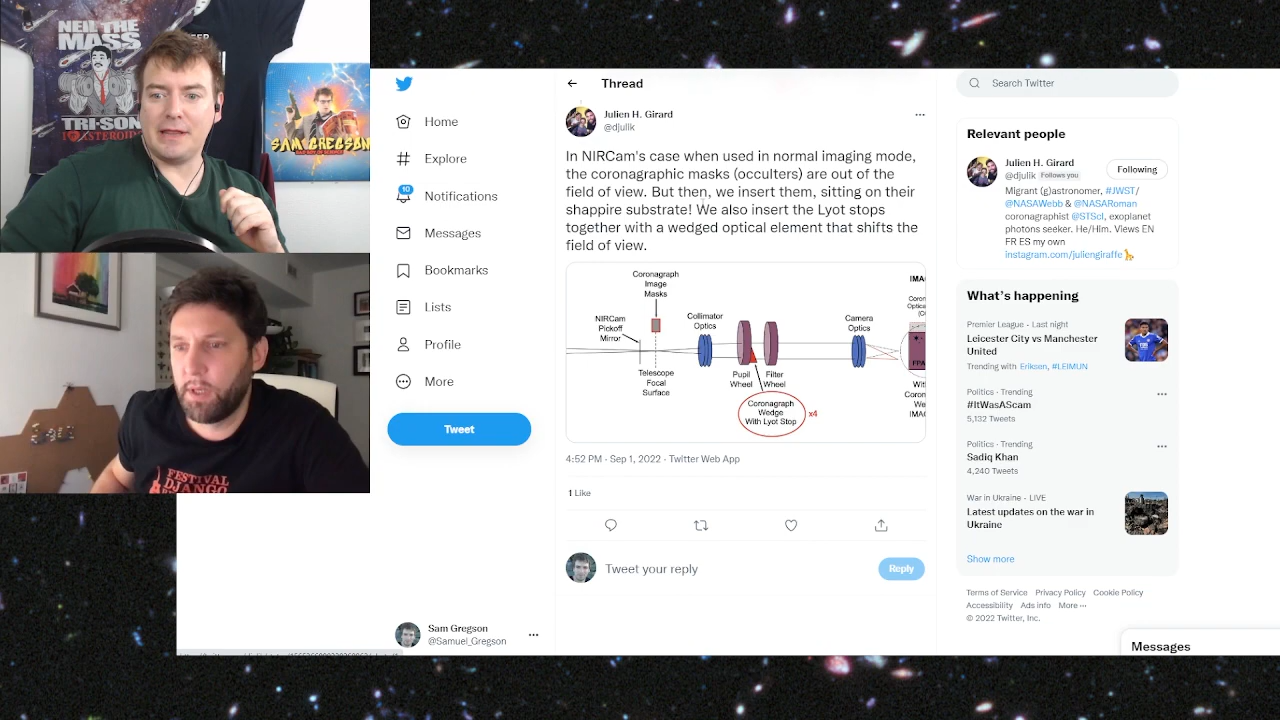 NEIL THE
MASS
TRI-SON
SAM GREGSON
FESTIVAL
DJANGO
Home
Explore
10
Notifications
Messages
Bookmarks
Lists
Profile
More
Tweet
Sam Gregson
@Samuel_Gregson
Thread
Julien H. Girard
@djulik
In NIRCam's case when used in normal imaging mode,
the coronagraphic masks (occulters) are out of the
field of view. But then, we insert them, sitting on their
shappire substrate! We also insert the Lyot stops
together with a wedged optical element that shifts the
field of view.
Coronagraph
Image
Masks
NIRCam
Pickoff
Mirror
Telescope
Focal
Surface
Collimator
Optics
Pupil
Wheel
Filter
Wheel
Coronagraph
Wedge
With Lyot Stop
x4
Camera
Optics
IMA
Coron
Optica
FPA
With
Coron
We
IMA
4:52 PM · Sep 1, 2022 · Twitter Web App
1 Like
Tweet your reply
Reply
Search Twitter
Relevant people
Julien H. Girard
@djulik Follows you
Following
Migrant (g)astronomer, #JWST/
@NASAWebb & @NASARoman
coronagraphist @STScI, exoplanet
photons seeker. He/Him. Views EN
FR ES my own
instagram.com/juliengiraffe
What's happening
Premier League · Last night
Leicester City vs Manchester
United
Trending with Eriksen, #LEIMUN
Politics · Trending
#ItWasAScam
5,132 Tweets
Politics · Trending
Sadiq Khan
4,240 Tweets
War in Ukraine · LIVE
Latest updates on the war in
Ukraine
Show more
Terms of Service Privacy Policy Cookie Policy
Accessibility Ads info More ···
© 2022 Twitter, Inc.
Messages